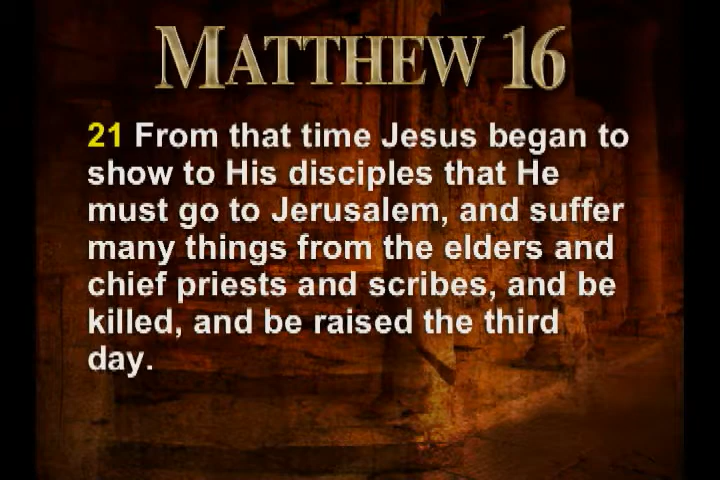 MATTHEW 16
21 From that time Jesus began to
show to His disciples that He
must go to Jerusalem, and suffer
many things from the elders and
chief priests and scribes, and be
killed, and be raised the third
day.